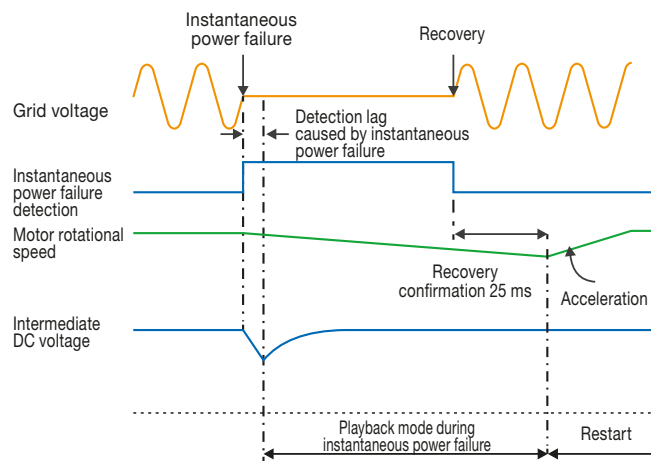 Instantaneous
power failure
Recovery
Grid voltage
Detection lag
caused by instantaneous
power failure
Instantaneous
power failure
detection
Motor rotational
speed
Recovery
confirmation 25 ms
Acceleration
Intermediate
DC voltage
Playback mode during
instantaneous power failure
Restart